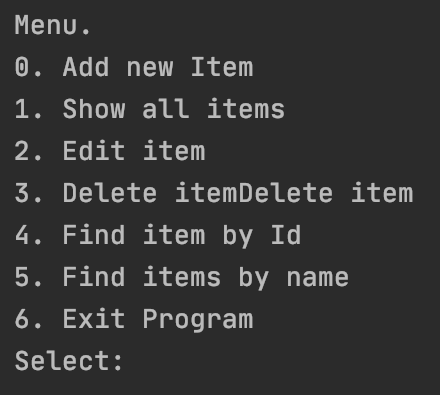 Menu.
0. Add new Item
1. Show all items
2. Edit item
3. Delete itemDelete item
4. Find item by Id
5. Find items by name
6. Exit Program
Select: